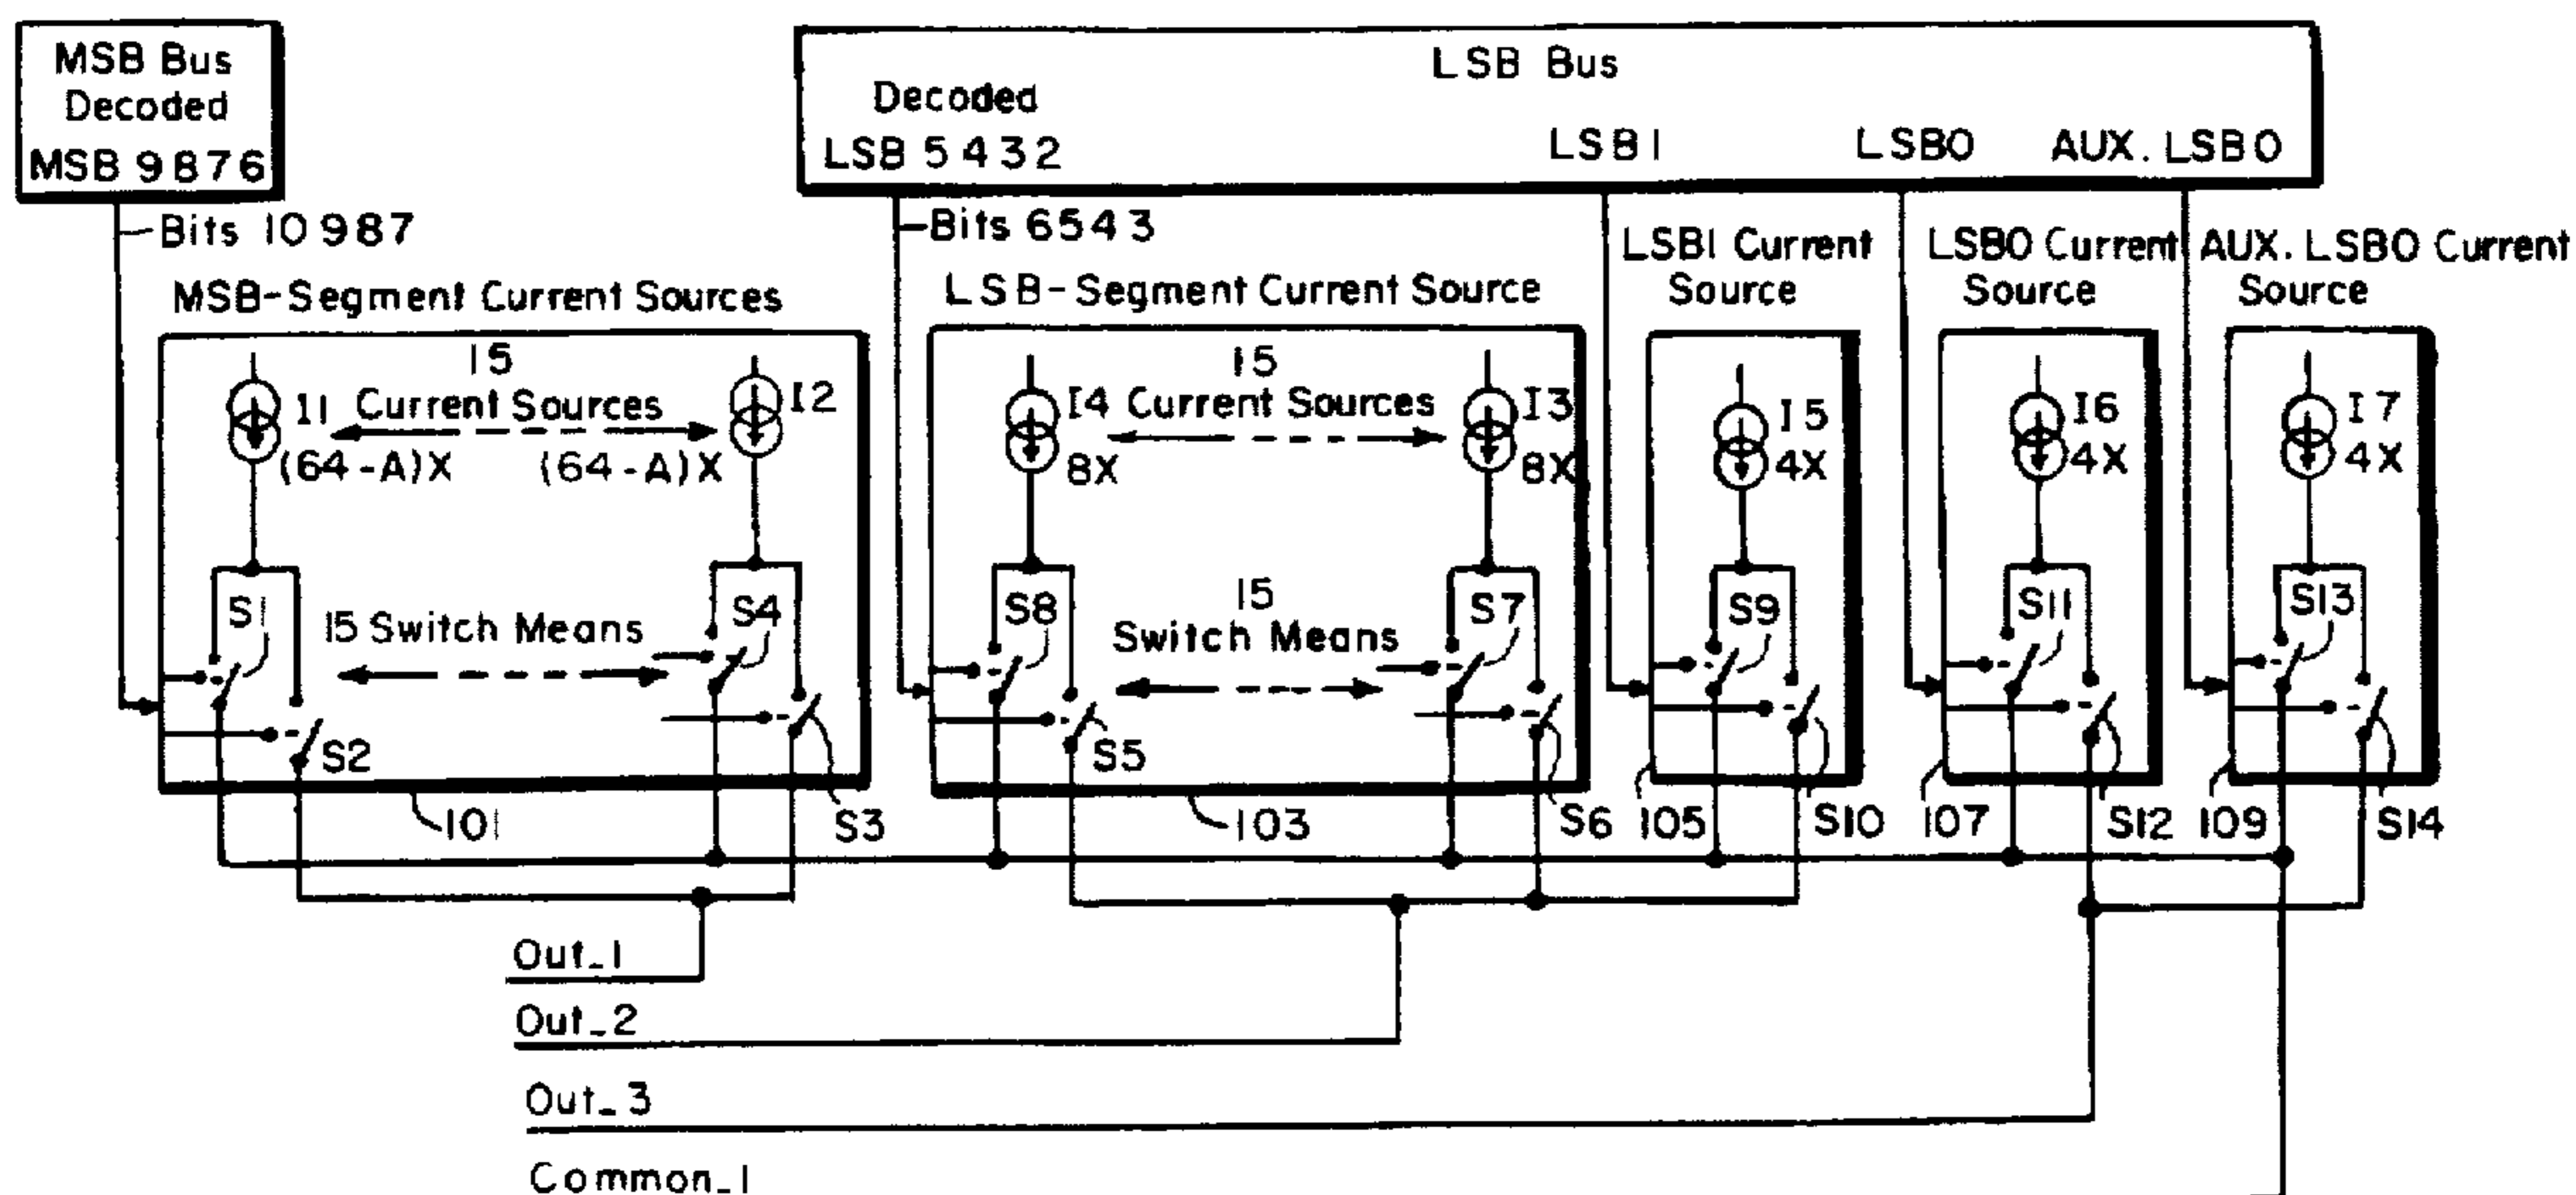 MSB Bus
Decoded
MSB 9876
LSB Bus
Decoded
LSB 5432
LSB1
LSB0
AUX. LSB0
Bits 10 987
Bits 6543
MSB-Segment Current Sources
LSB-Segment Current Source
LSB1 Current
Source
LSB0 Current
Source
AUX. LSB0 Current
Source
15
Current Sources
I1
(64-A)X
I2
(64-A)X
15
Current Sources
I4
8X
I3
8X
I5
4X
I6
4X
I7
4X
S1
15 Switch Means
S4
S2
S3
S8
15
Switch Means
S7
S5
S6
S9
S10
S11
S12
S13
S14
101
103
105
107
109
Out_1
Out_2
Out_3
Common_1